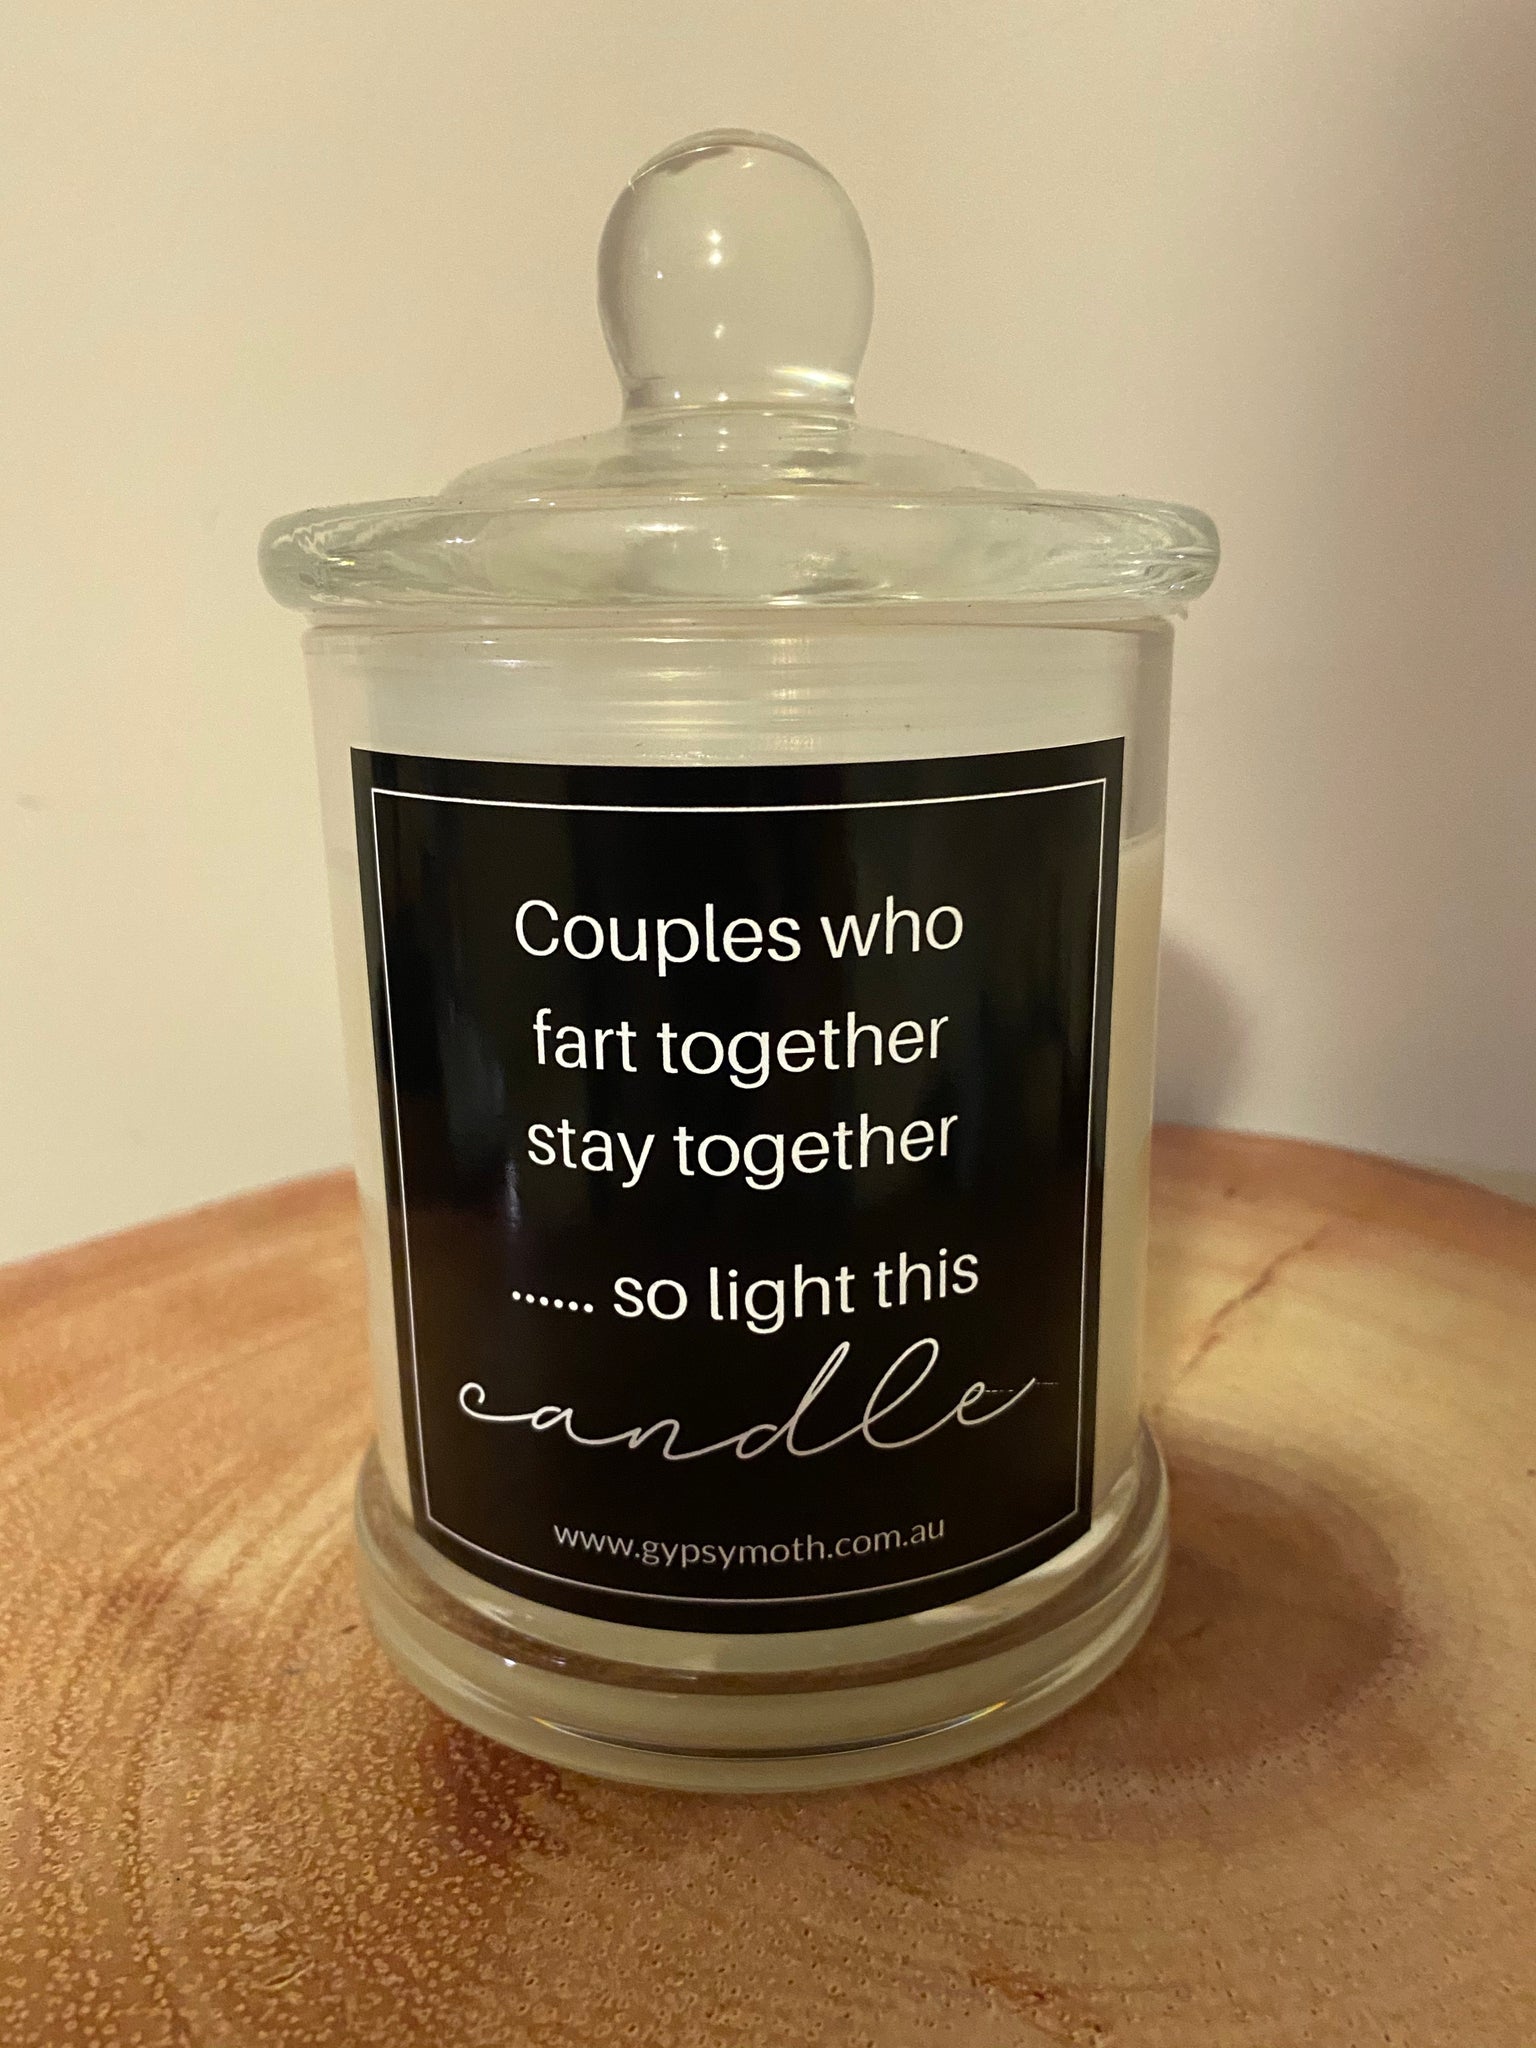 Couples who
fart together
stay together
...... so light this
candle
www.gypsymoth.com.au